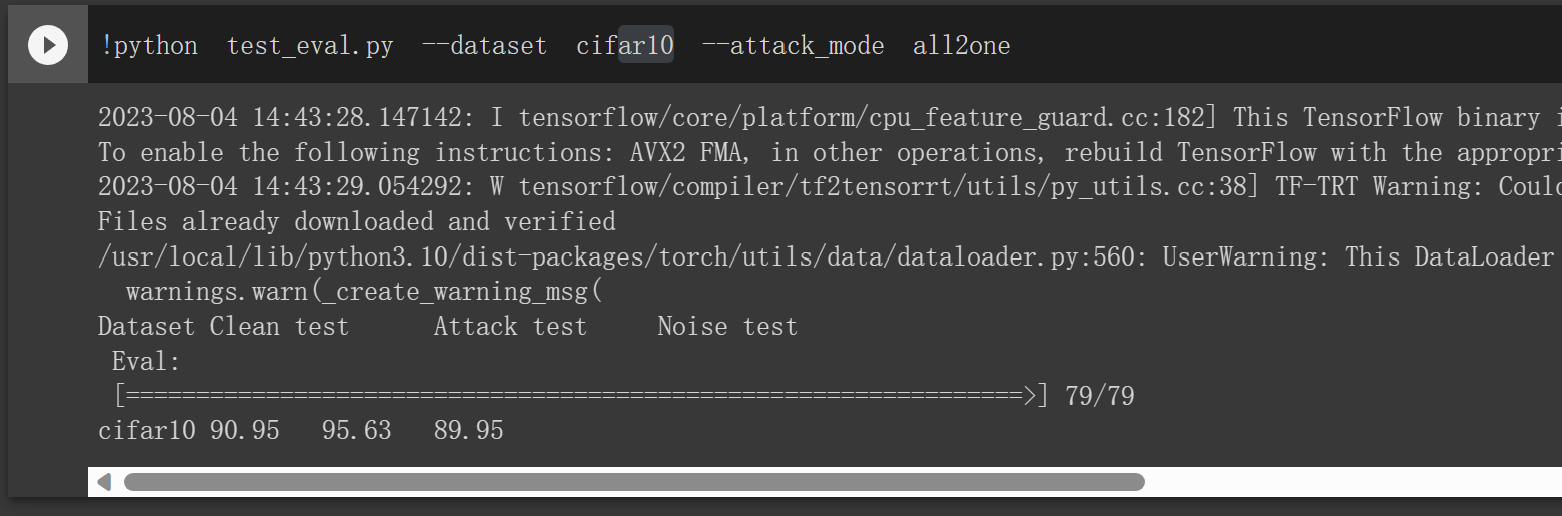 !python test_eval.py --dataset cifar10 --attack_mode all2one
2023-08-04 14:43:28.147142: I tensorflow/core/platform/cpu_feature_guard.cc:182] This TensorFlow binary
To enable the following instructions: AVX2 FMA, in other operations, rebuild TensorFlow with the
2023-08-04 14:43:29.054292: W tensorflow/compiler/tf2tensorrt/utils/py_utils.cc:38] TF-TRT Warning:
Files already downloaded and verified
/usr/local/lib/python3.10/dist-packages/torch/utils/data/dataloader.py:560: UserWarning: This DataLoader
warnings.warn(_create_warning_msg(
Dataset Clean test Attack test Noise test
Eval:
[================================================================>] 79/79
cifar10 90.95 95.63 89.95